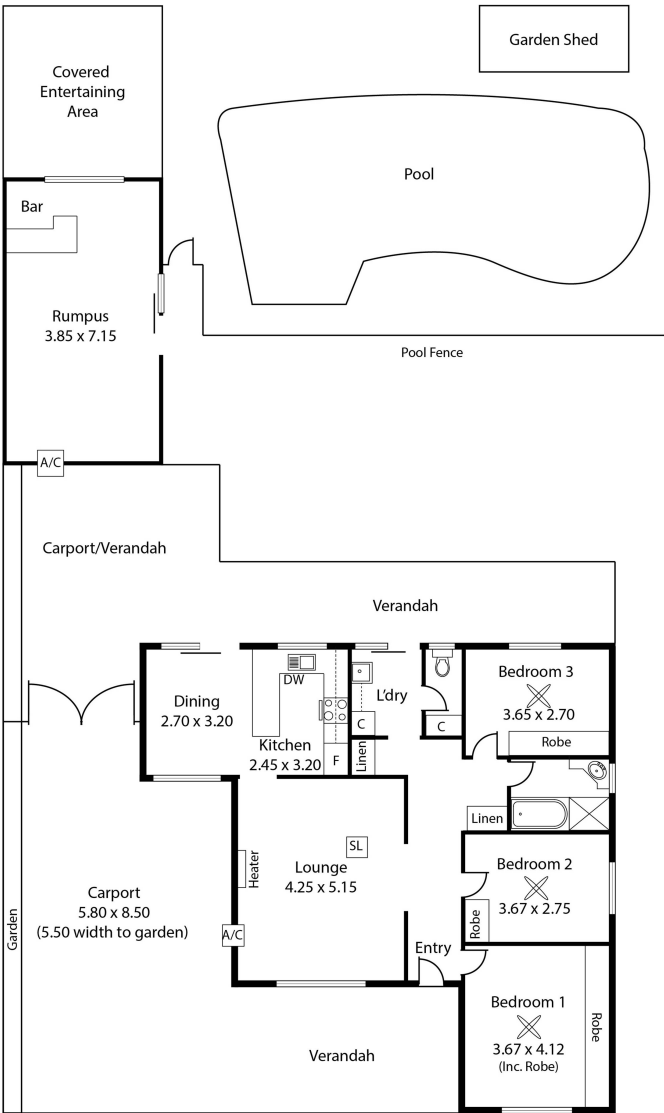 Garden Shed
Covered
Entertaining
Area
Pool
Bar
Rumpus
3.85 x 7.15
Pool Fence
A/C
Carport/Verandah
Verandah
Dining
2.70 x 3.20
DW
Kitchen
2.45 x 3.20
F
L'dry
C
C
Linen
Bedroom 3
3.65 x 2.70
Robe
Linen
SL
Heater
Lounge
4.25 x 5.15
Bedroom 2
3.67 x 2.75
Robe
Garden
Carport
5.80 x 8.50
(5.50 width to garden)
A/C
Entry
Bedroom 1
3.67 x 4.12
(Inc. Robe)
Robe
Verandah